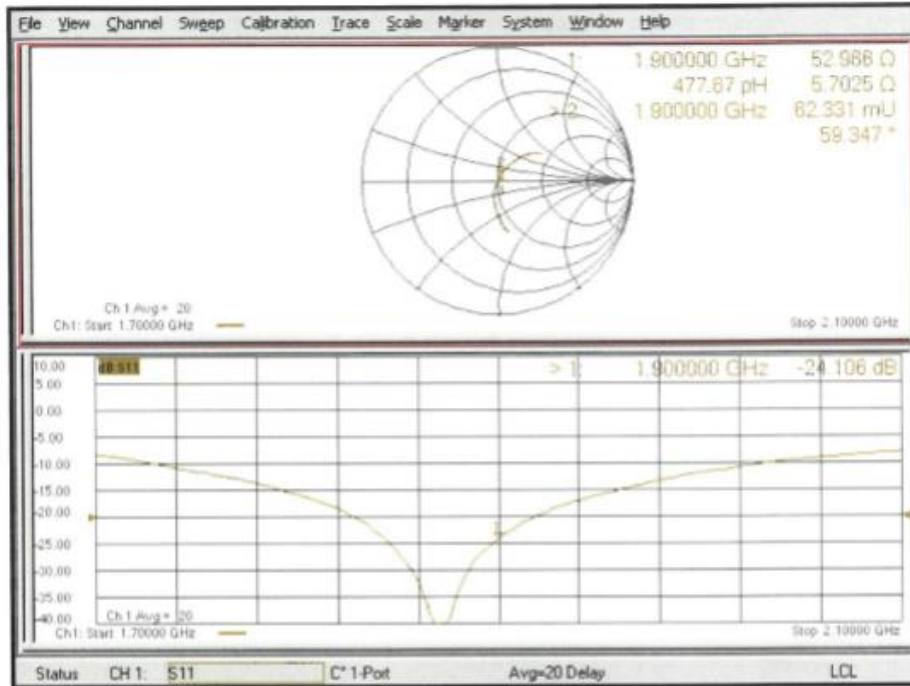 File View Channel Sweep Calibration Trace Scale Marker System Window Help
1: 1.900000 GHz 52.986 Ω
477.67 pH 5.7025 Ω
> 2: 1.900000 GHz 62.331 mU
59.347 °
Ch 1 Avg = 20
Ch1: Start 1.70000 GHz
Stop 2.10000 GHz
dB S11
> 1: 1.900000 GHz -24.106 dB
10.00
5.00
0.00
-5.00
-10.00
-15.00
-20.00
-25.00
-30.00
-35.00
-40.00
1
Ch 1 Avg = 20
Ch1: Start 1.70000 GHz
Stop 2.10000 GHz
Status CH 1: S11 C* 1-Port Avg=20 Delay LCL